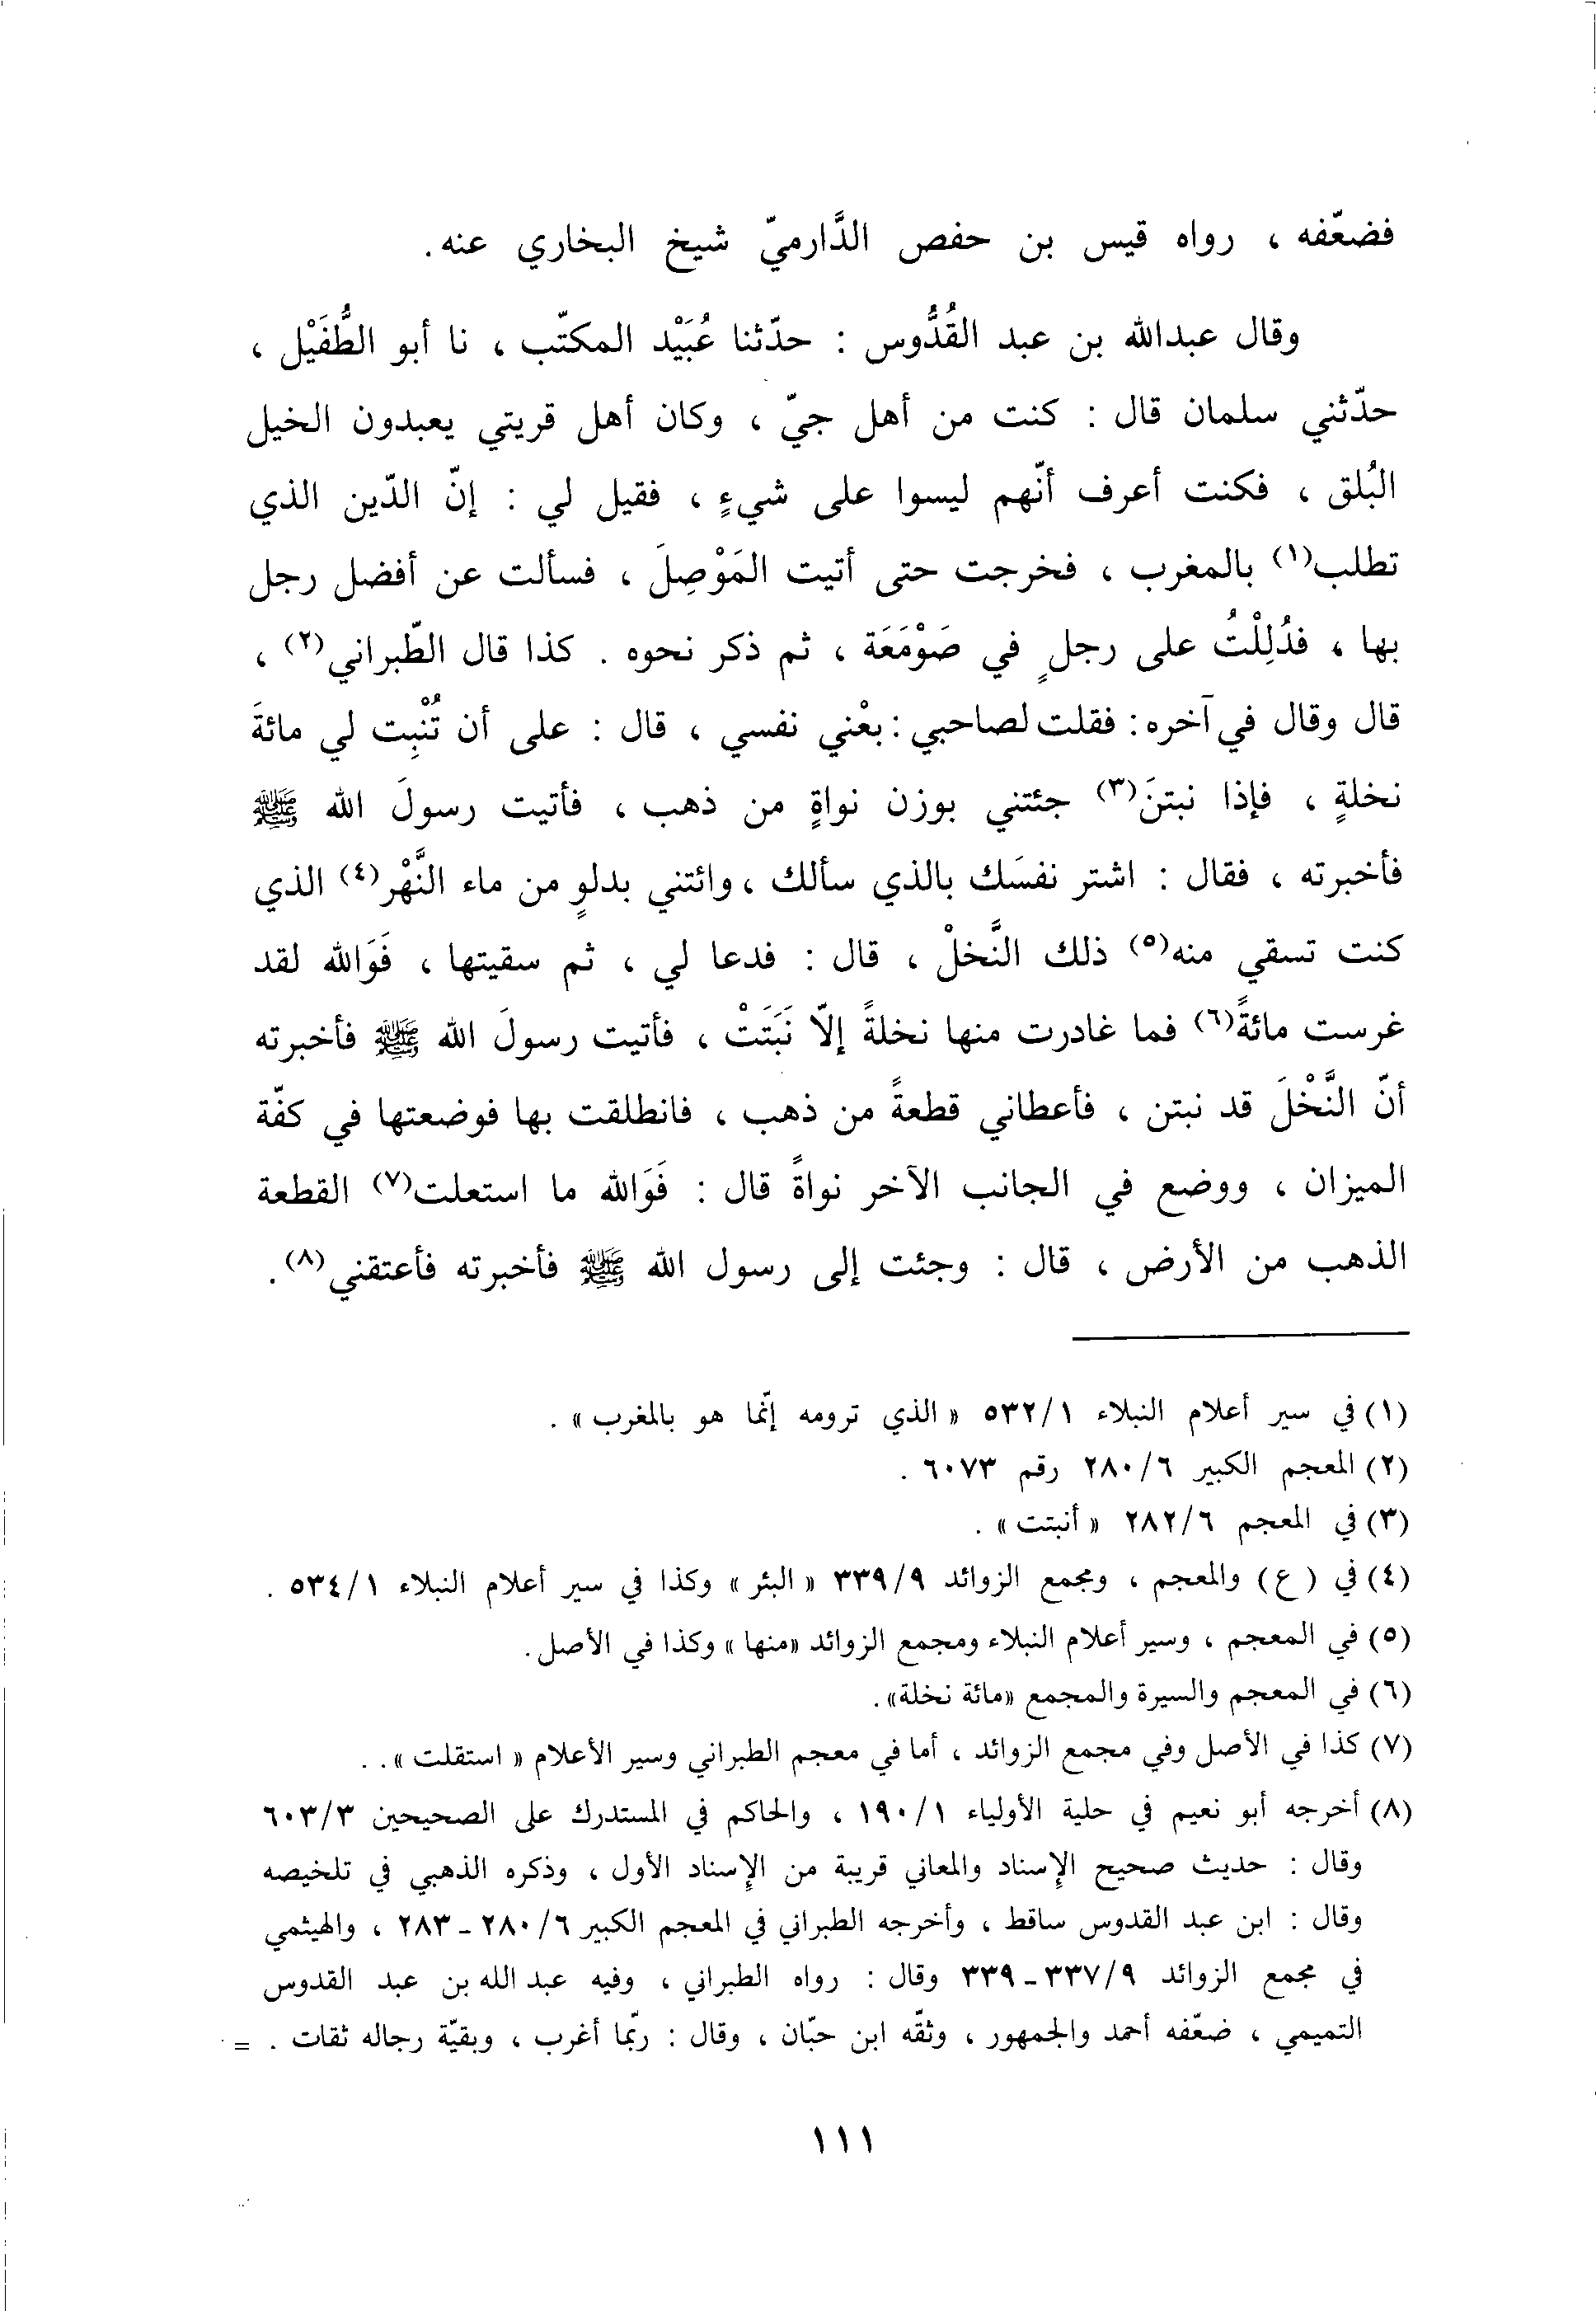 فضعّفه ، رواه قيس بن حفص الدَّارميّ شيخ البخاري عنه .
وقال عبدالله بن عبد القُدُّوس : حدّثنا عُبَيْد المكتّب ، نا أبو الطُّفَيْل ،
حدّثني سلمان قال : كنت من أهل جيّ ، وكان أهل قريتي يعبدون الخيل
البُلق ، فكنت أعرف أنّهم ليسوا على شيءٍ ، فقيل لي : إنّ الدّين الذي
تطلب(١) بالمغرب ، فخرجت حتى أتيت المَوْصِلَ ، فسألت عن أفضل رجل
بها ، فدُلِلْتُ على رجلٍ في صَوْمَعَة ، ثم ذكر نحوه . كذا قال الطّبراني(٢) ،
قال وقال في آخره : فقلت لصاحبي : بعْني نفسي ، قال : على أن تُنْبِت لي مائةَ
نخلةٍ ، فإذا نبتنَ(٣) جئتني بوزن نواةٍ من ذهب ، فأتيت رسولَ الله ﷺ
فأخبرته ، فقال : اشتر نفسَك بالذي سألك ، وائتني بدلوٍ من ماء النَّهْر(٤) الذي
كنت تسقي منه(٥) ذلك النَّخلْ ، قال : فدعا لي ، ثم سقيتها ، فَوَالله لقد
غرست مائةً(٦) فما غادرت منها نخلةً إلّا نَبَتَتْ ، فأتيت رسولَ الله ﷺ فأخبرته
أنّ النَّخْلَ قد نبتن ، فأعطاني قطعةً من ذهب ، فانطلقت بها فوضعتها في كفّة
الميزان ، ووضع في الجانب الآخر نواةً قال : فَوَالله ما استعلت(٧) القطعة
الذهب من الأرض ، قال : وجئت إلى رسول الله ﷺ فأخبرته فأعتقني(٨) .
(١) في سير أعلام النبلاء ٥٣٢/١ « الذي ترومه إنّما هو بالمغرب » .
(٢) المعجم الكبير ٢٨٠/٦ رقم ٦٠٧٣ .
(٣) في المعجم ٢٨٢/٦ « أنبتت » .
(٤) في ( ع ) والمعجم ، ومجمع الزوائد ٣٣٩/٩ « البئر » وكذا في سير أعلام النبلاء ٥٣٤/١ .
(٥) في المعجم ، وسير أعلام النبلاء ومجمع الزوائد «منها » وكذا في الأصل .
(٦) في المعجم والسيرة والمجمع «مائة نخلة» .
(٧) كذا في الأصل وفي مجمع الزوائد ، أما في معجم الطبراني وسير الأعلام « استقلت » . .
(٨) أخرجه أبو نعيم في حلية الأولياء ١٩٠/١ ، والحاكم في المستدرك على الصحيحين ٦٠٣/٣
وقال : حديث صحيح الإسناد والمعاني قريبة من الإسناد الأول ، وذكره الذهبي في تلخيصه
وقال : ابن عبد القدوس ساقط ، وأخرجه الطبراني في المعجم الكبير ٢٨٠/٦ ـ ٢٨٣ ، والهيثمي
في مجمع الزوائد ٣٣٧/٩ ـ ٣٣٩ وقال : رواه الطبراني ، وفيه عبد الله بن عبد القدوس
التميمي ، ضعّفه أحمد والجمهور ، وثقّه ابن حبّان ، وقال : ربّما أغرب ، وبقيّة رجاله ثقات . =
١١١